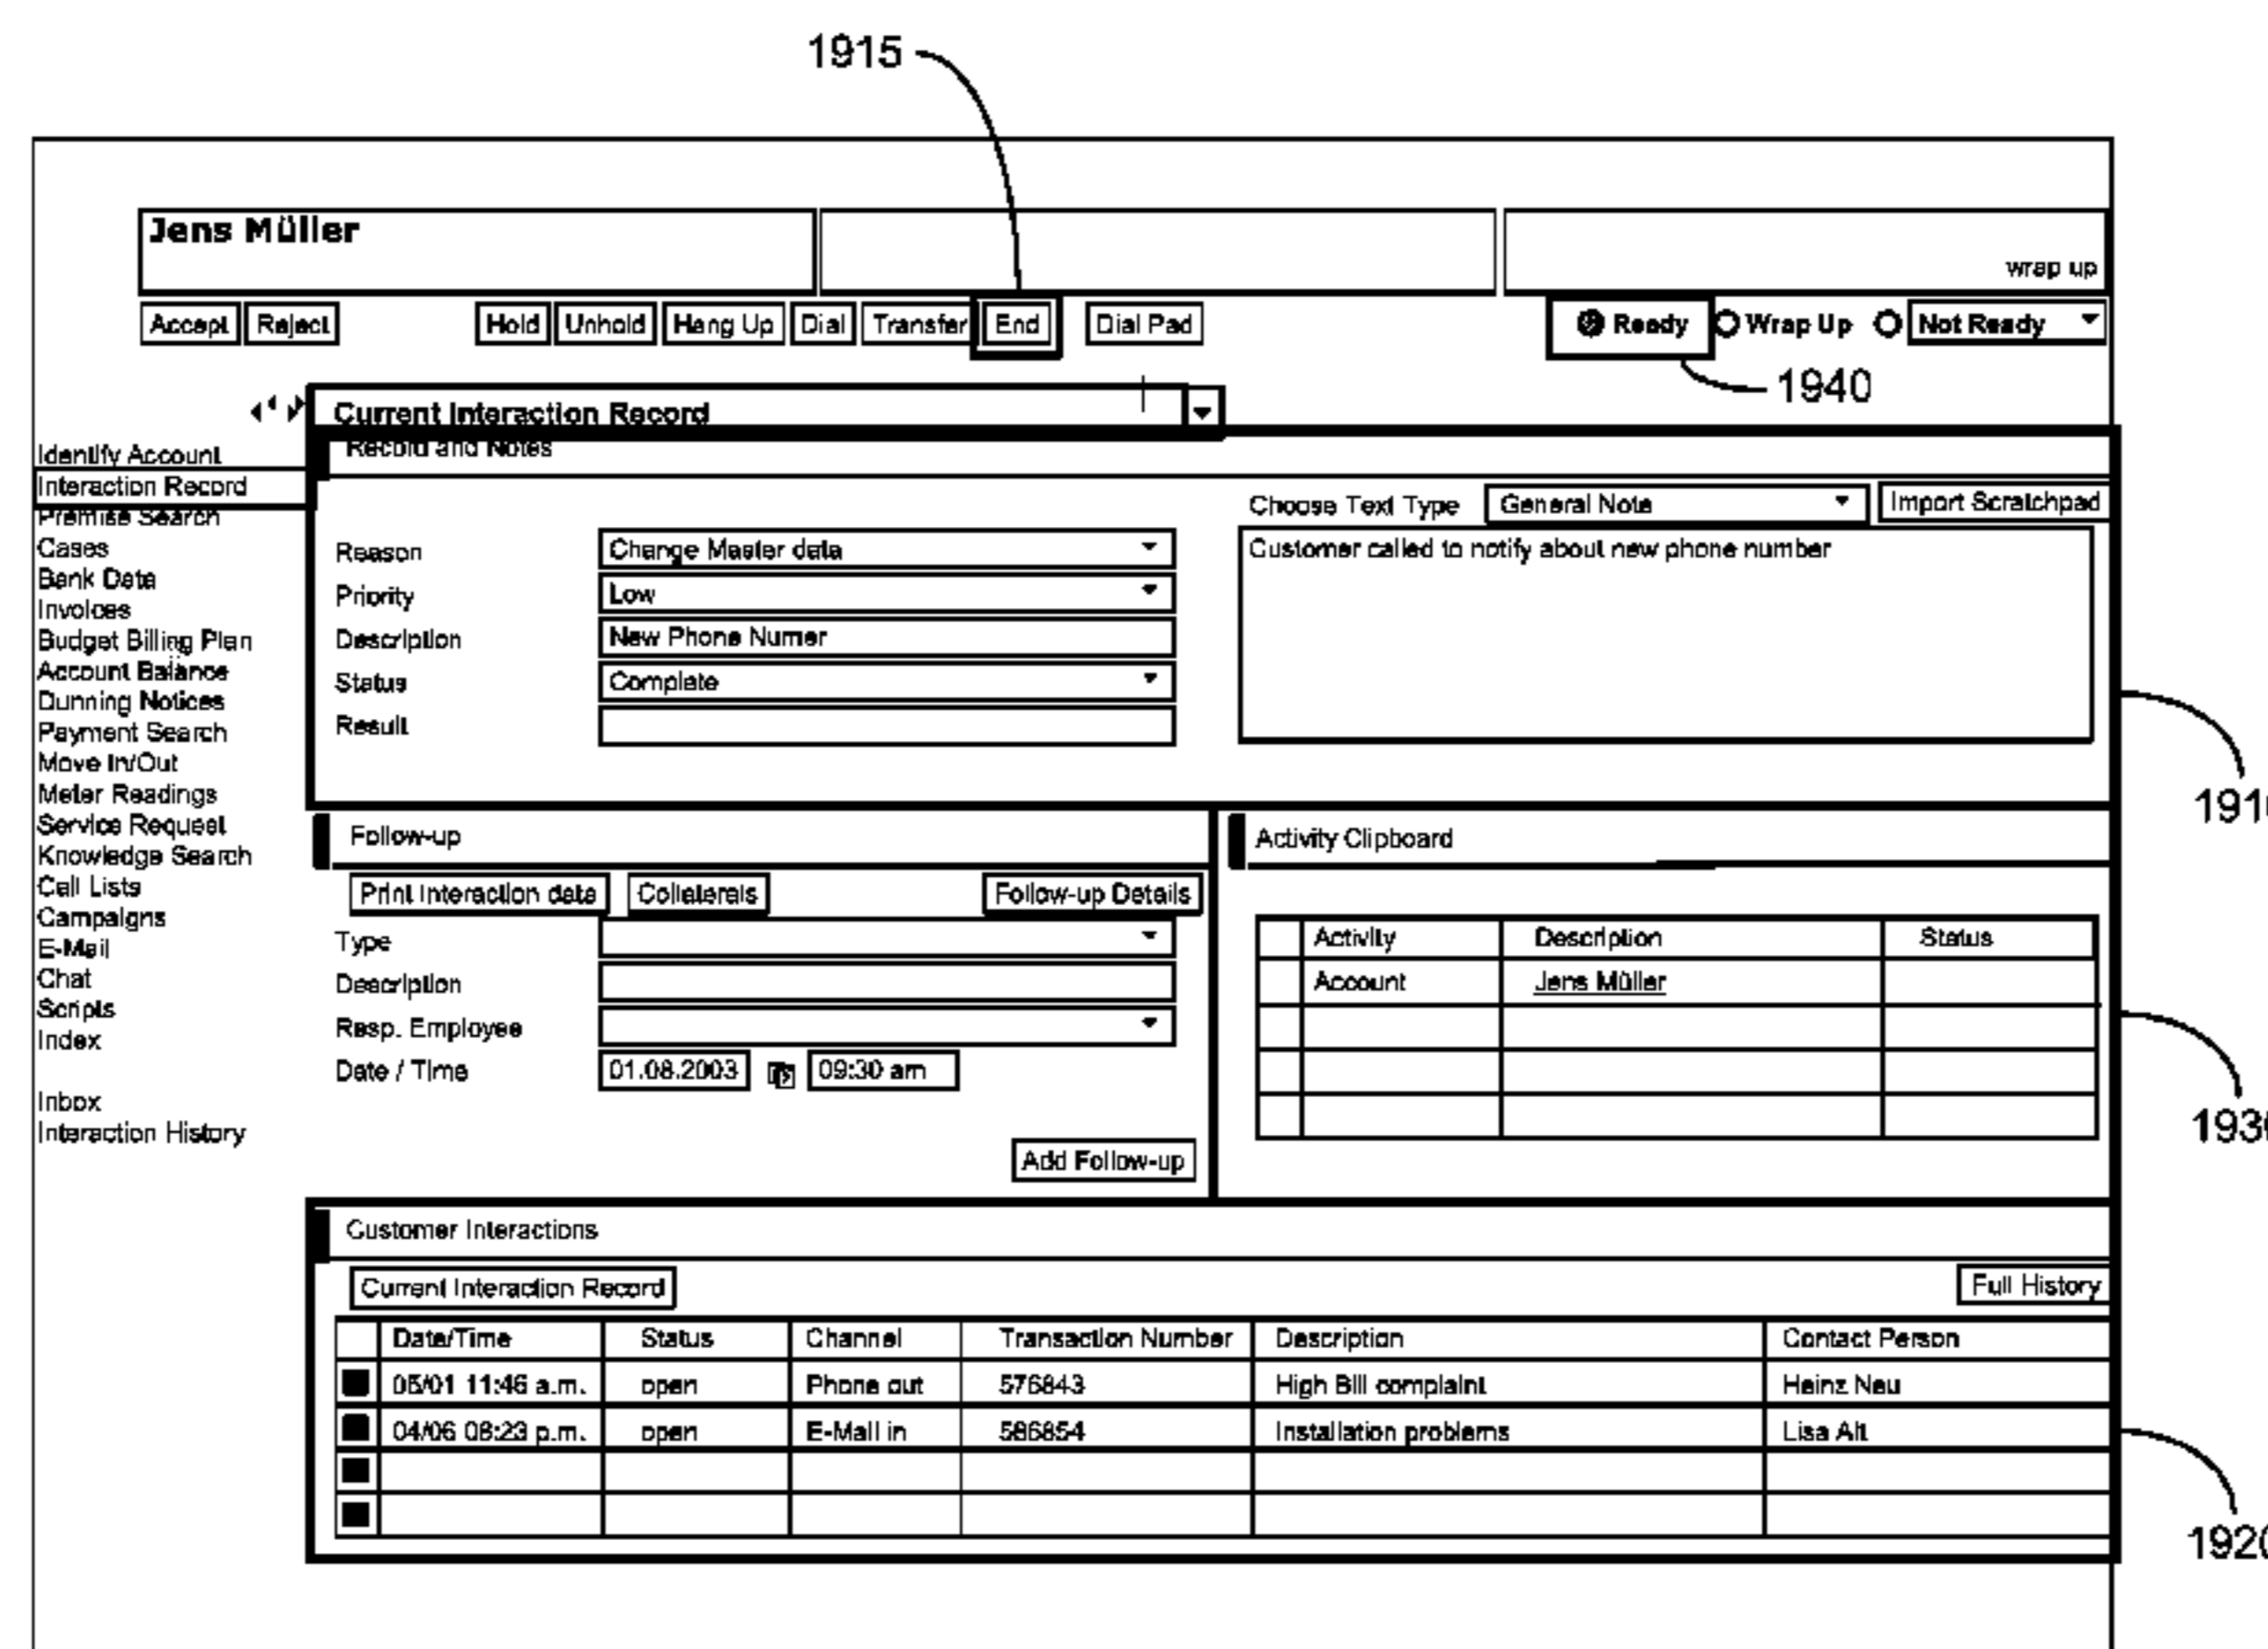 1915
Jens Müller
wrap up
Accept Reject Hold Unhold Hang Up Dial Transfer End Dial Pad Ready Wrap Up Not Ready
1940
Current Interaction Record
Record and Notes
Identify Account
Interaction Record
Premise Search
Cases
Bank Data
Invoices
Budget Billing Plan
Account Balance
Dunning Notices
Payment Search
Move In/Out
Meter Readings
Service Request
Knowledge Search
Call Lists
Campaigns
E-Mail
Chat
Scripts
Index
Inbox
Interaction History
Choose Text Type General Note Import Scratchpad
Reason Change Master data
Priority Low
Description New Phone Numer
Status Complete
Result
Customer called to notify about new phone number
1910
Follow-up
Print Interaction data Collaterals Follow-up Details
Type
Description
Resp. Employee
Date / Time 01.08.2003 09:30 am
Add Follow-up
Activity Clipboard
Activity Description Status
Account Jens Müller
1930
Customer Interactions
Current Interaction Record Full History
Date/Time Status Channel Transaction Number Description Contact Person
05/01 11:46 a.m. open Phone out 576843 High Bill complaint Heinz Neu
04/06 08:23 p.m. open E-Mail in 586854 Installation problems Lisa Alt
1920